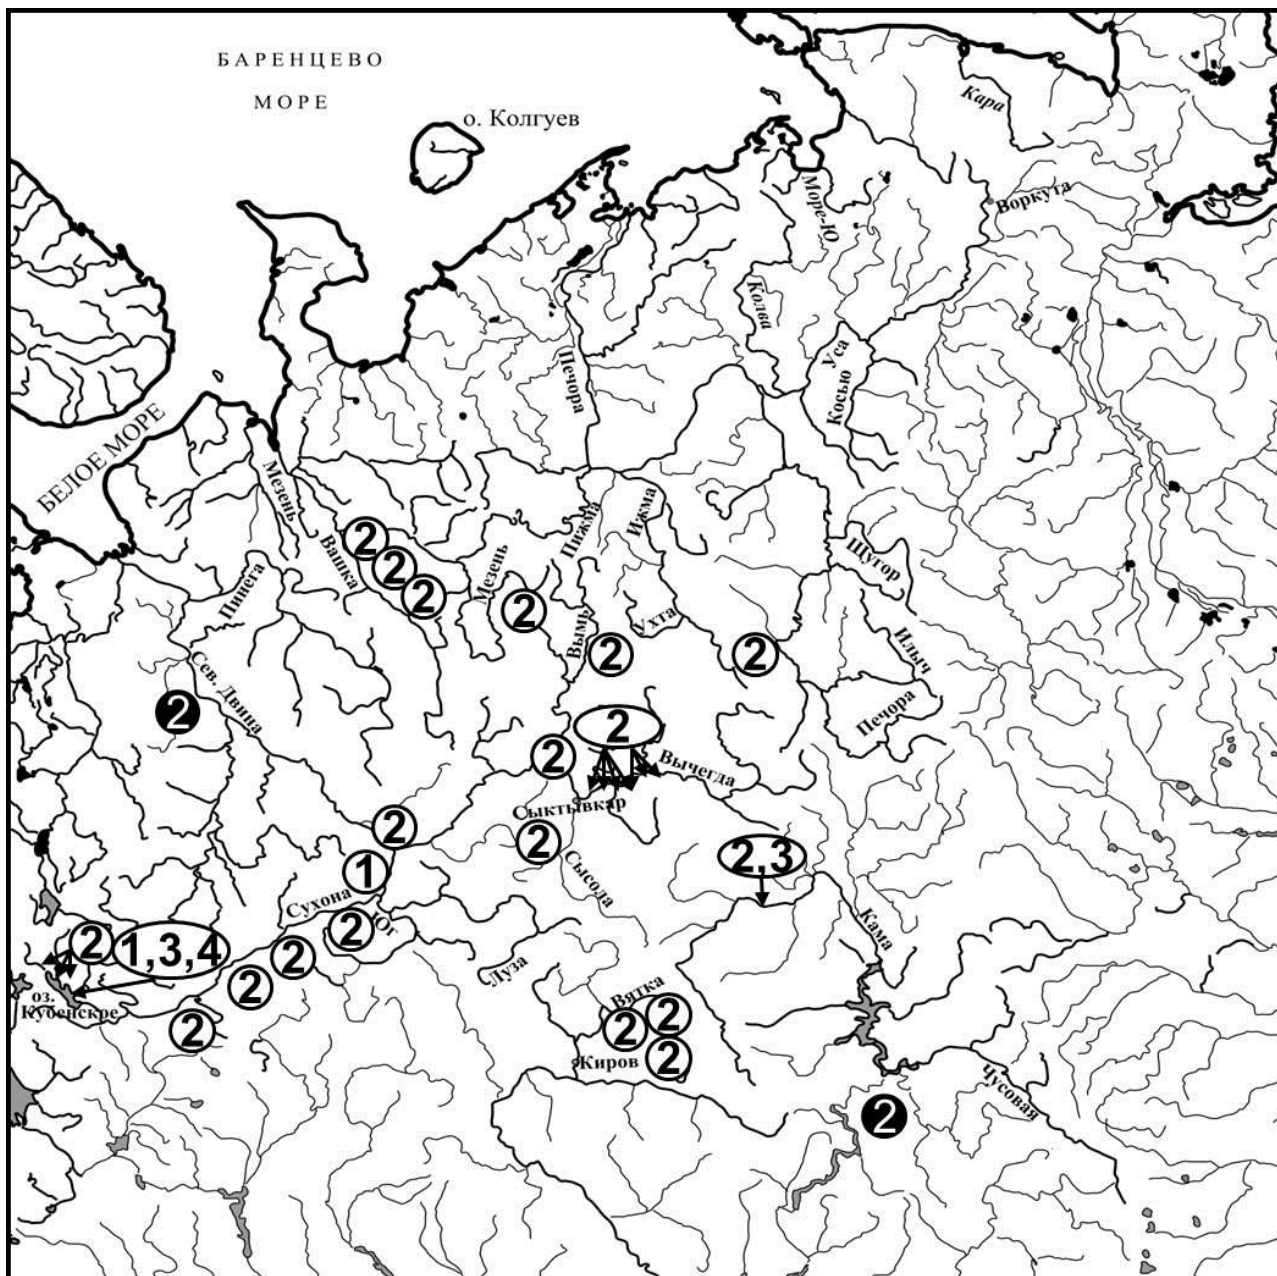 БАРЕНЦЕВО
МОРЕ
о. Колгуев
Кара
Воркута
Море-Ю
Колва
Уса
Косью
Печора
БЕЛОЕ МОРЕ
Мезень
Вашка
2
2
2
Мезень
2
Пижма
Ижма
Щугор
Пинега
Вымь
Ухта
2
2
Илыч
Печора
Сев. Двина
2
2
2
Вычегда
Сыктывкар
2
2
Сысола
2,3
1
Сухона
Юг
2
Кама
2
1,3,4
2
2
2
оз.
Кубенскре
Луза
Вятка
2
2
2
Киров
Чусовая
2